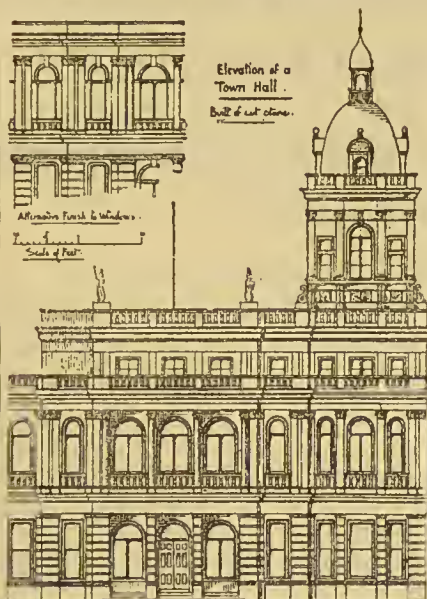 Elevation of a
Town Hall.
Built of cut stone.
Alternative Finish to Windows.
Scale of Feet.